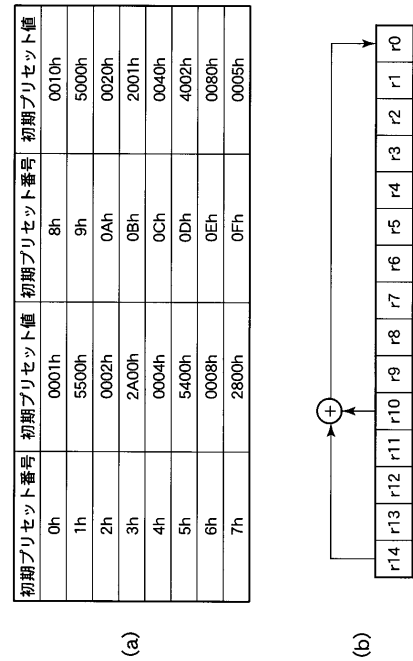 (a)
初期プリセット番号 初期プリセット値 初期プリセット番号 初期プリセット値
0h 0001h 8h 0010h
1h 5500h 9h 5000h
2h 0002h 0Ah 0020h
3h 2A00h 0Bh 2001h
4h 0004h 0Ch 0040h
5h 5400h 0Dh 4002h
6h 0008h 0Eh 0080h
7h 2800h 0Fh 0005h
(b)
+
r14 r13 r12 r11 r10 r9 r8 r7 r6 r5 r4 r3 r2 r1 r0